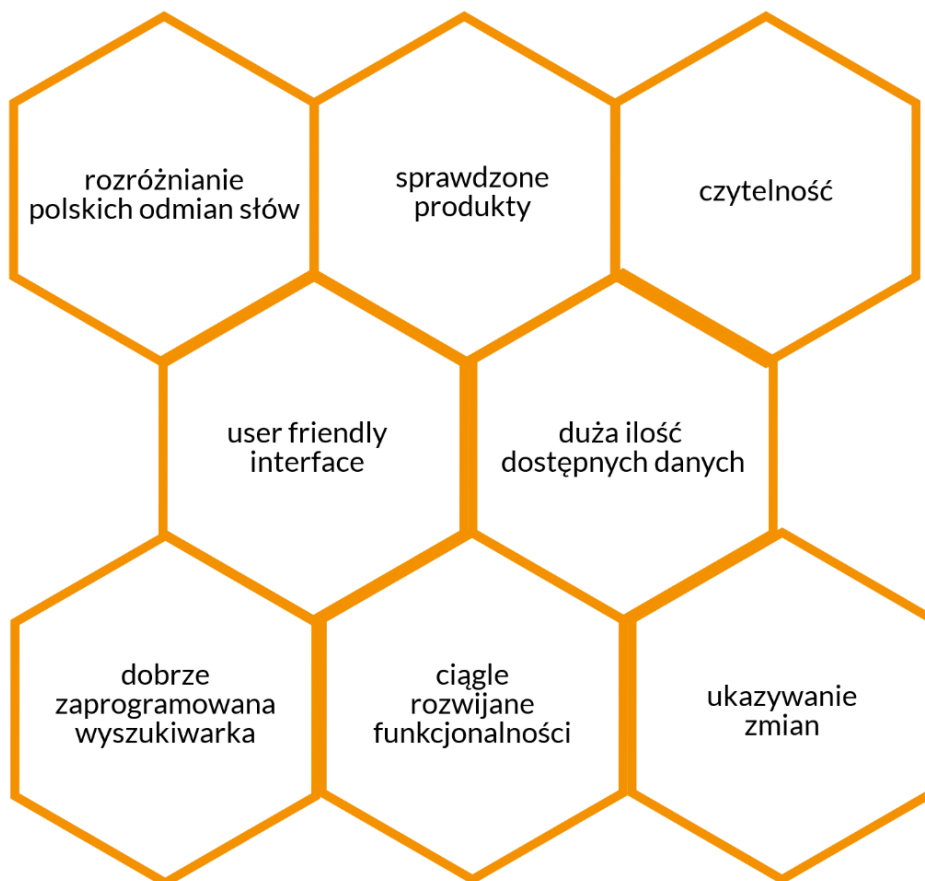 rozróżnianie
polskich odmian słów
sprawdzone
produkty
czytelność
user friendly
interface
duża ilość
dostępnych danych
dobrze
zaprogramowana
wyszukiwarka
ciągle
rozwijane
funkcjonalności
ukazywanie
zmian